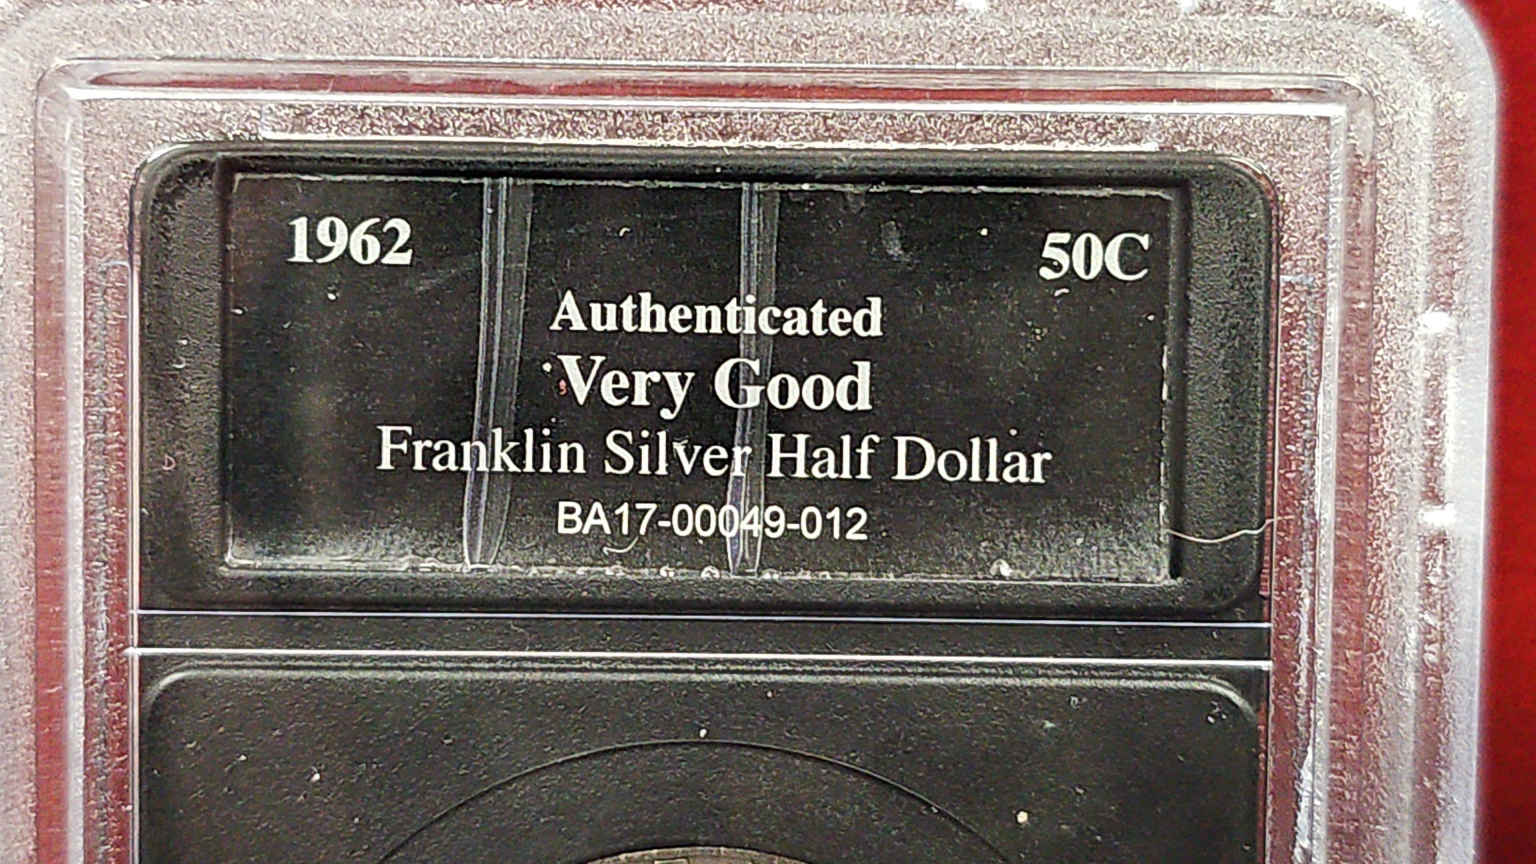 1962 50C
Authenticated
Very Good
Franklin Silver Half Dollar
BA17-00049-012